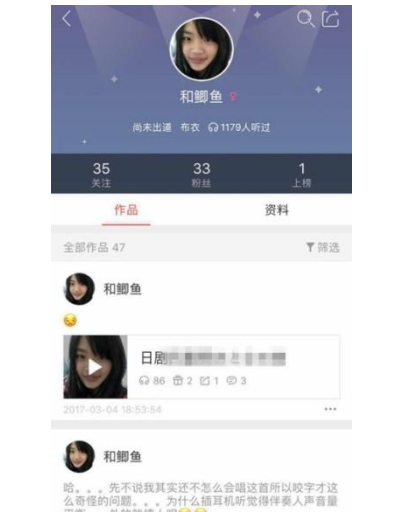 和鲫鱼
尚未出道 布衣 1179人听过
35 33 1
关注 粉丝 上榜
作品 资料
全部作品 47 筛选
和鲫鱼
日剧
86 2 1 3
2017-03-04 18:53:54
和鲫鱼
哈。。。先不说我其实还不怎么会唱这首所以咬字才这
么奇怪的问题。。。为什么插耳机听觉得伴奏人声音量